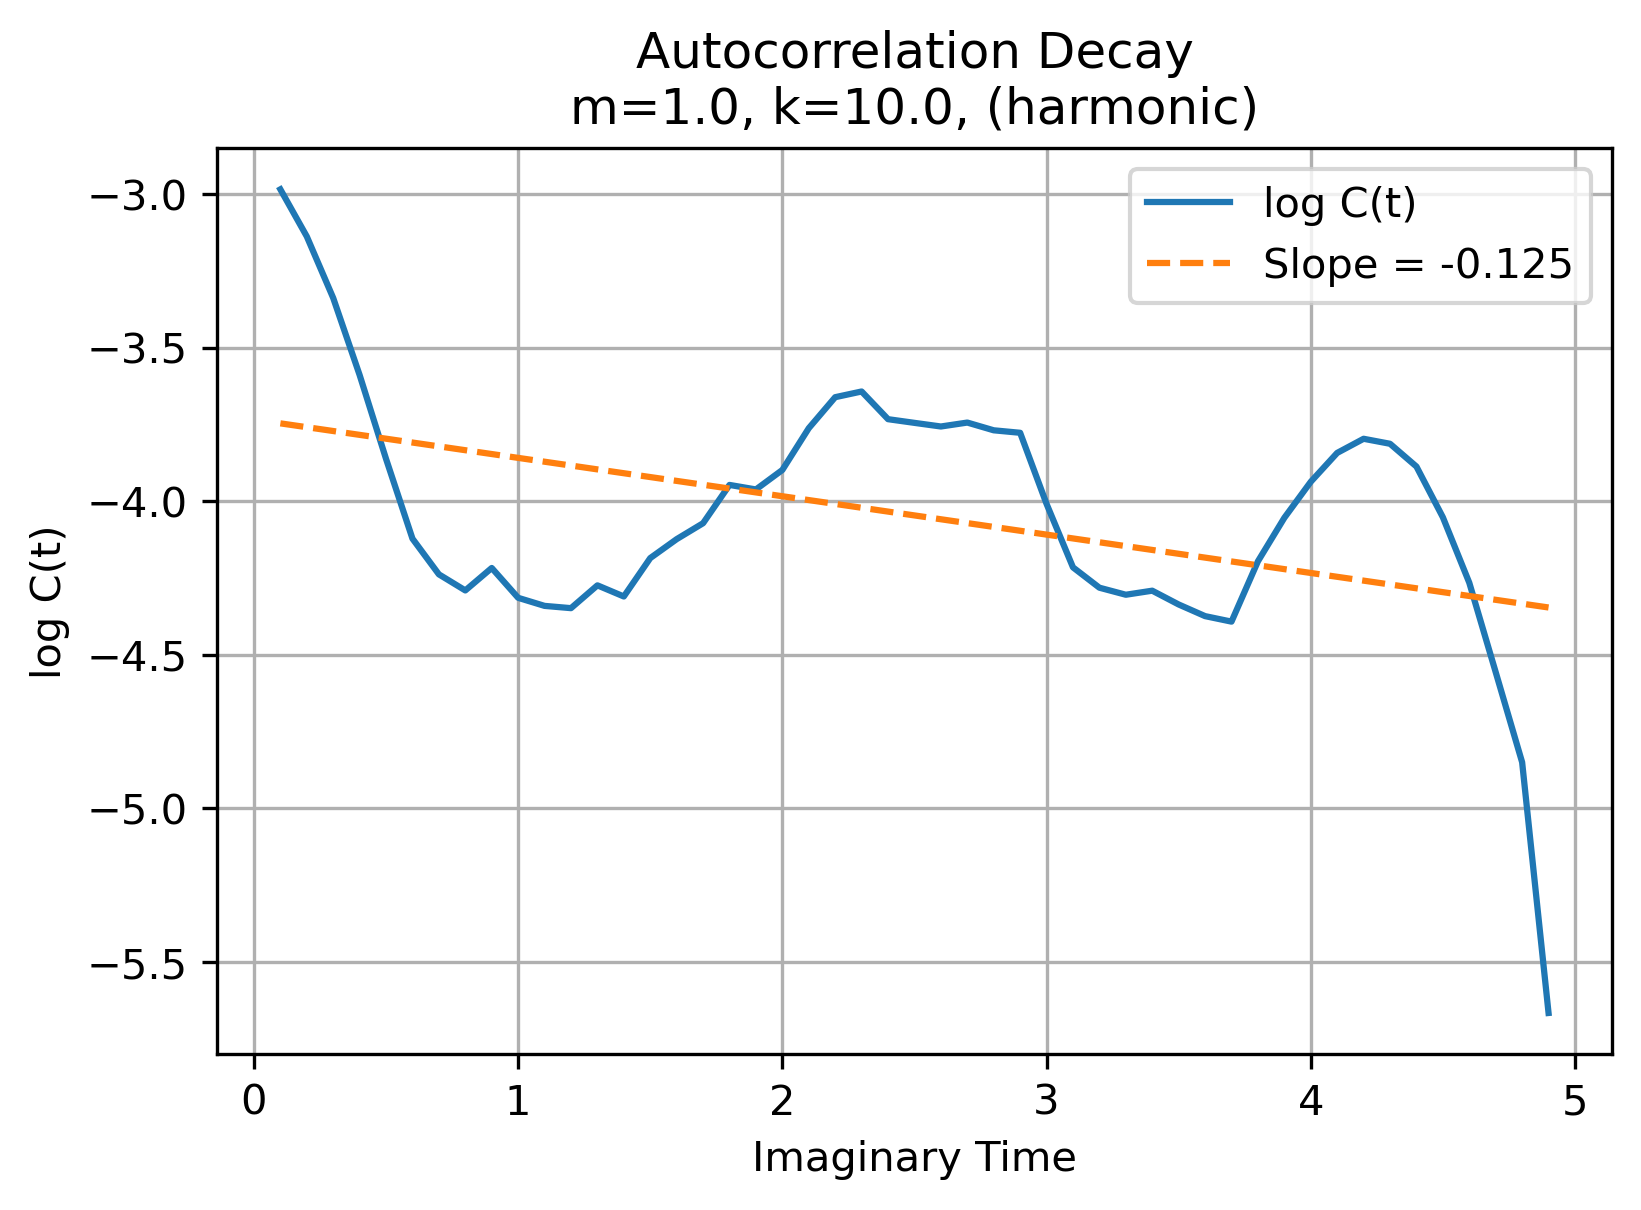 Autocorrelation Decay
m=1.0, k=10.0, (harmonic)
log C(t)
Slope = -0.125
−3.0
−3.5
−4.0
−4.5
−5.0
−5.5
log C(t)
0 1 2 3 4 5
Imaginary Time